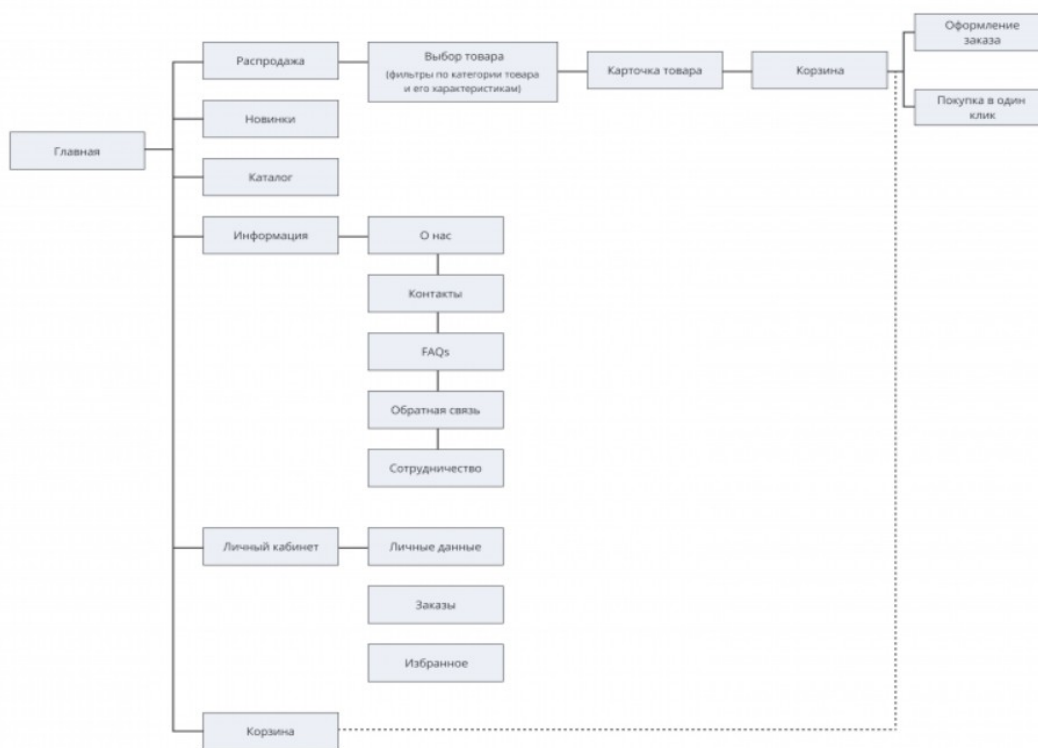 Оформление
заказа
Распродажа
Выбор товара
(фильтры по категории товара
и его характеристикам)
Карточка товара
Корзина
Покупка в один
клик
Новинки
Главная
Каталог
Информация
О нас
Контакты
FAQs
Обратная связь
Сотрудничество
Личный кабинет
Личные данные
Заказы
Избранное
Корзина